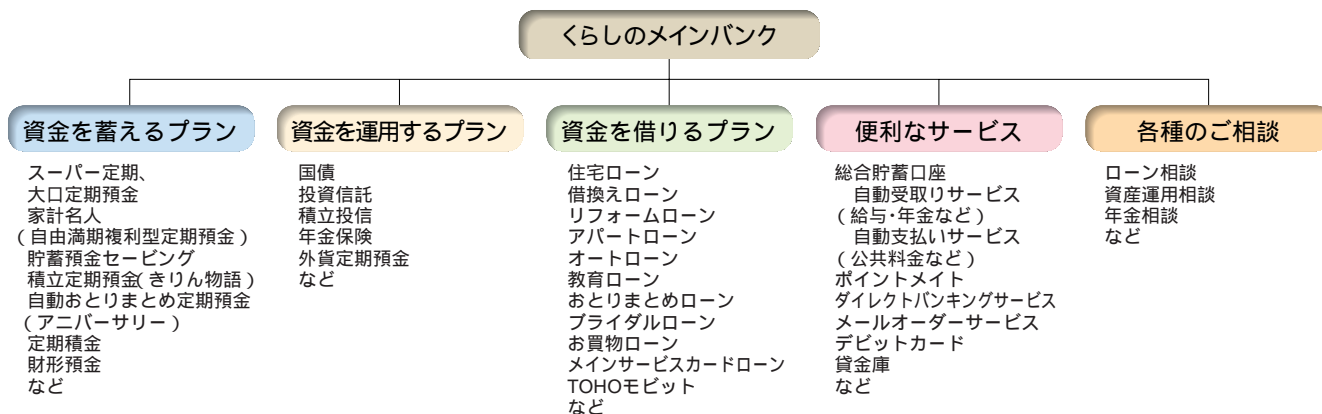 くらしのメインバンク
資金を蓄えるプラン
スーパー定期、
大口定期預金
家計名人
(自由満期複利型定期預金)
貯蓄預金セービング
積立定期預金(きりん物語)
自動おとりまとめ定期預金
(アニバーサリー)
定期積金
財形預金
など
資金を運用するプラン
国債
投資信託
積立投信
年金保険
外貨定期預金
など
資金を借りるプラン
住宅ローン
借換えローン
リフォームローン
アパートローン
オートローン
教育ローン
おとりまとめローン
ブライダルローン
お買物ローン
メインサービスカードローン
TOHOモビット
など
便利なサービス
総合貯蓄口座
自動受取りサービス
(給与・年金など)
自動支払いサービス
(公共料金など)
ポイントメイト
ダイレクトバンキングサービス
メールオーダーサービス
デビットカード
貸金庫
など
各種のご相談
ローン相談
資産運用相談
年金相談
など